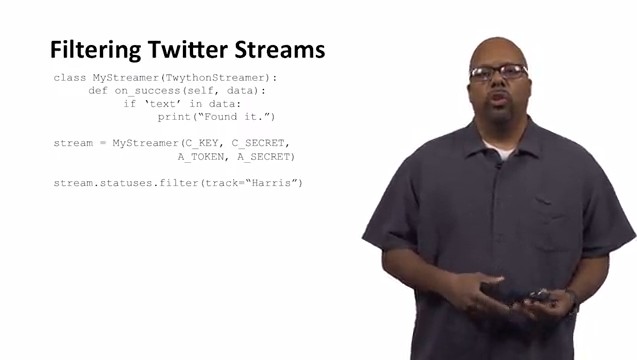 Filtering Twitter Streams
class MyStreamer(TwythonStreamer):
def on_success(self, data):
if ‘text’ in data:
print(“Found it.”)
stream = MyStreamer(C_KEY, C_SECRET,
A_TOKEN, A_SECRET)
stream.statuses.filter(track=“Harris”)